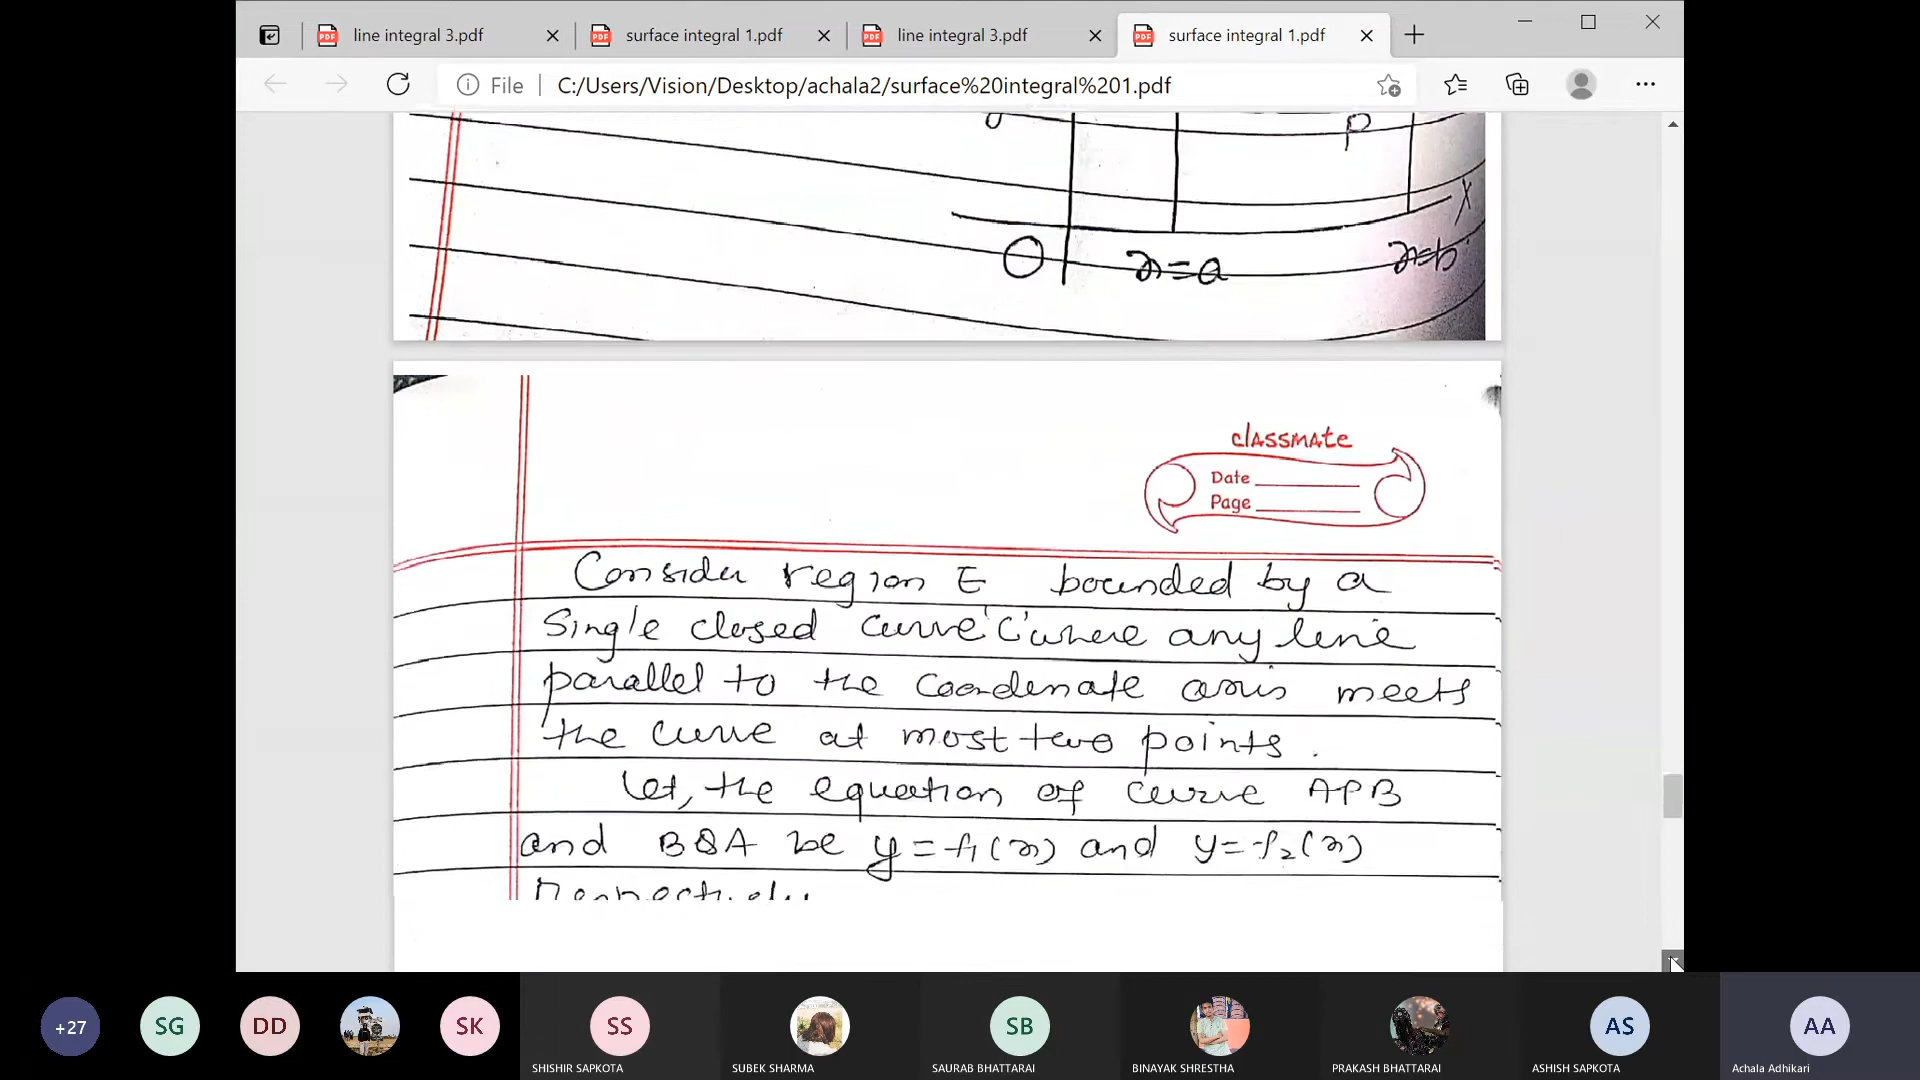 line integral 3.pdf
surface integral 1.pdf
line integral 3.pdf
surface integral 1.pdf
File
C:/Users/Vision/Desktop/achala2/surface%20integral%201.pdf
P
X
O
x=a
x=b
classmate
Date
Page
Consider region E bounded by a
single closed curve 'C' where any line
parallel to the coordenate axis meets
the curve at most two points.
Let, the equation of curve APB
and BQA be y=f1(x) and y=f2(x)
Respectively
+27
SG
DD
SK
SS
SB
AS
AA
SHISHIR SAPKOTA
SUBEK SHARMA
SAURAB BHATTARAI
BINAYAK SHRESTHA
PRAKASH BHATTARAI
ASHISH SAPKOTA
Achala Adhikari